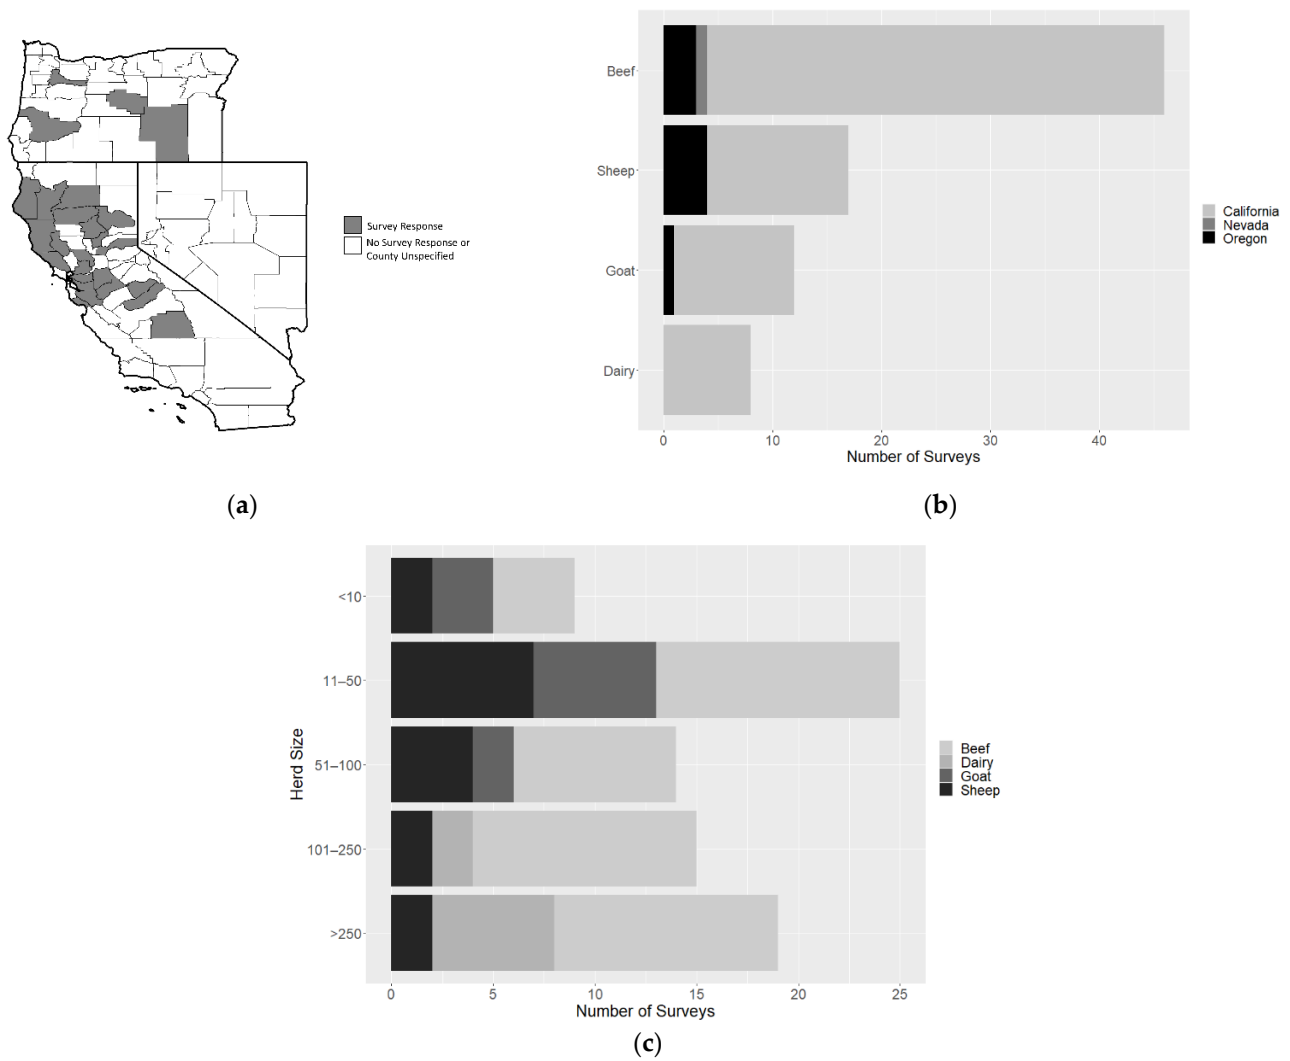 Survey Response
No Survey Response or
County Unspecified
(a)
Beef
Sheep
Goat
Dairy
0 10 20 30 40
Number of Surveys
California
Nevada
Oregon
(b)
Herd Size
<10
11–50
51–100
101–250
>250
0 5 10 15 20 25
Number of Surveys
Beef
Dairy
Goat
Sheep
(c)